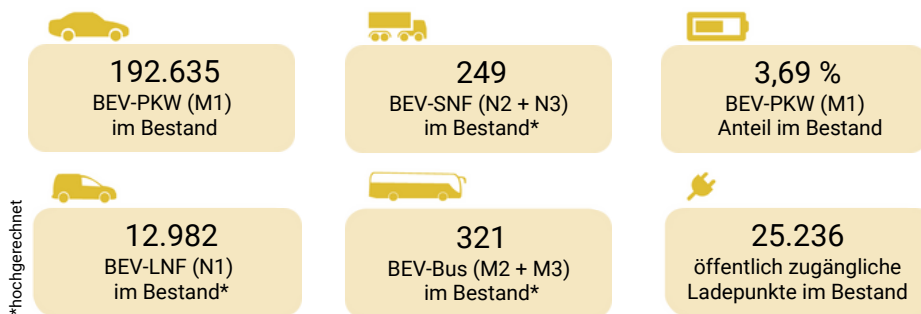 192.635
BEV-PKW (M1)
im Bestand
249
BEV-SNF (N2 + N3)
im Bestand*
3,69 %
BEV-PKW (M1)
Anteil im Bestand
12.982
BEV-LNF (N1)
im Bestand*
321
BEV-Bus (M2 + M3)
im Bestand*
25.236
öffentlich zugängliche
Ladepunkte im Bestand
*hochgerechnet